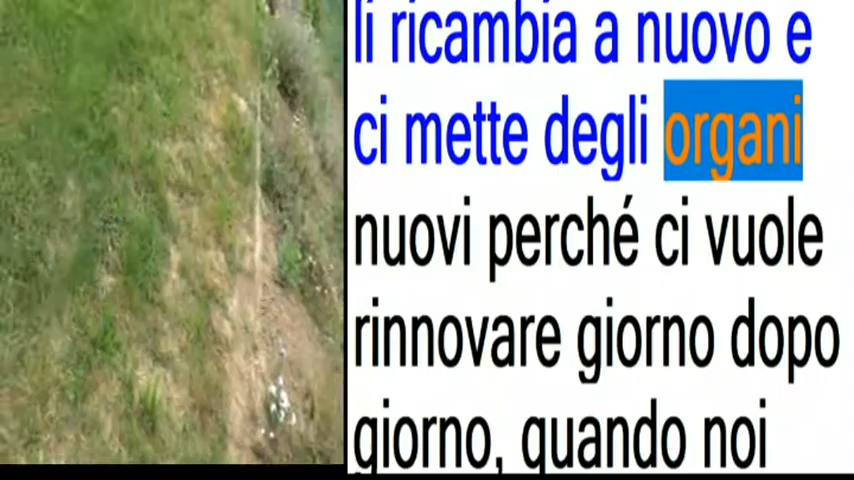 li ricambia a nuovo e
ci mette degli organi
nuovi perché ci vuole
rinnovare giorno dopo
giorno, quando noi